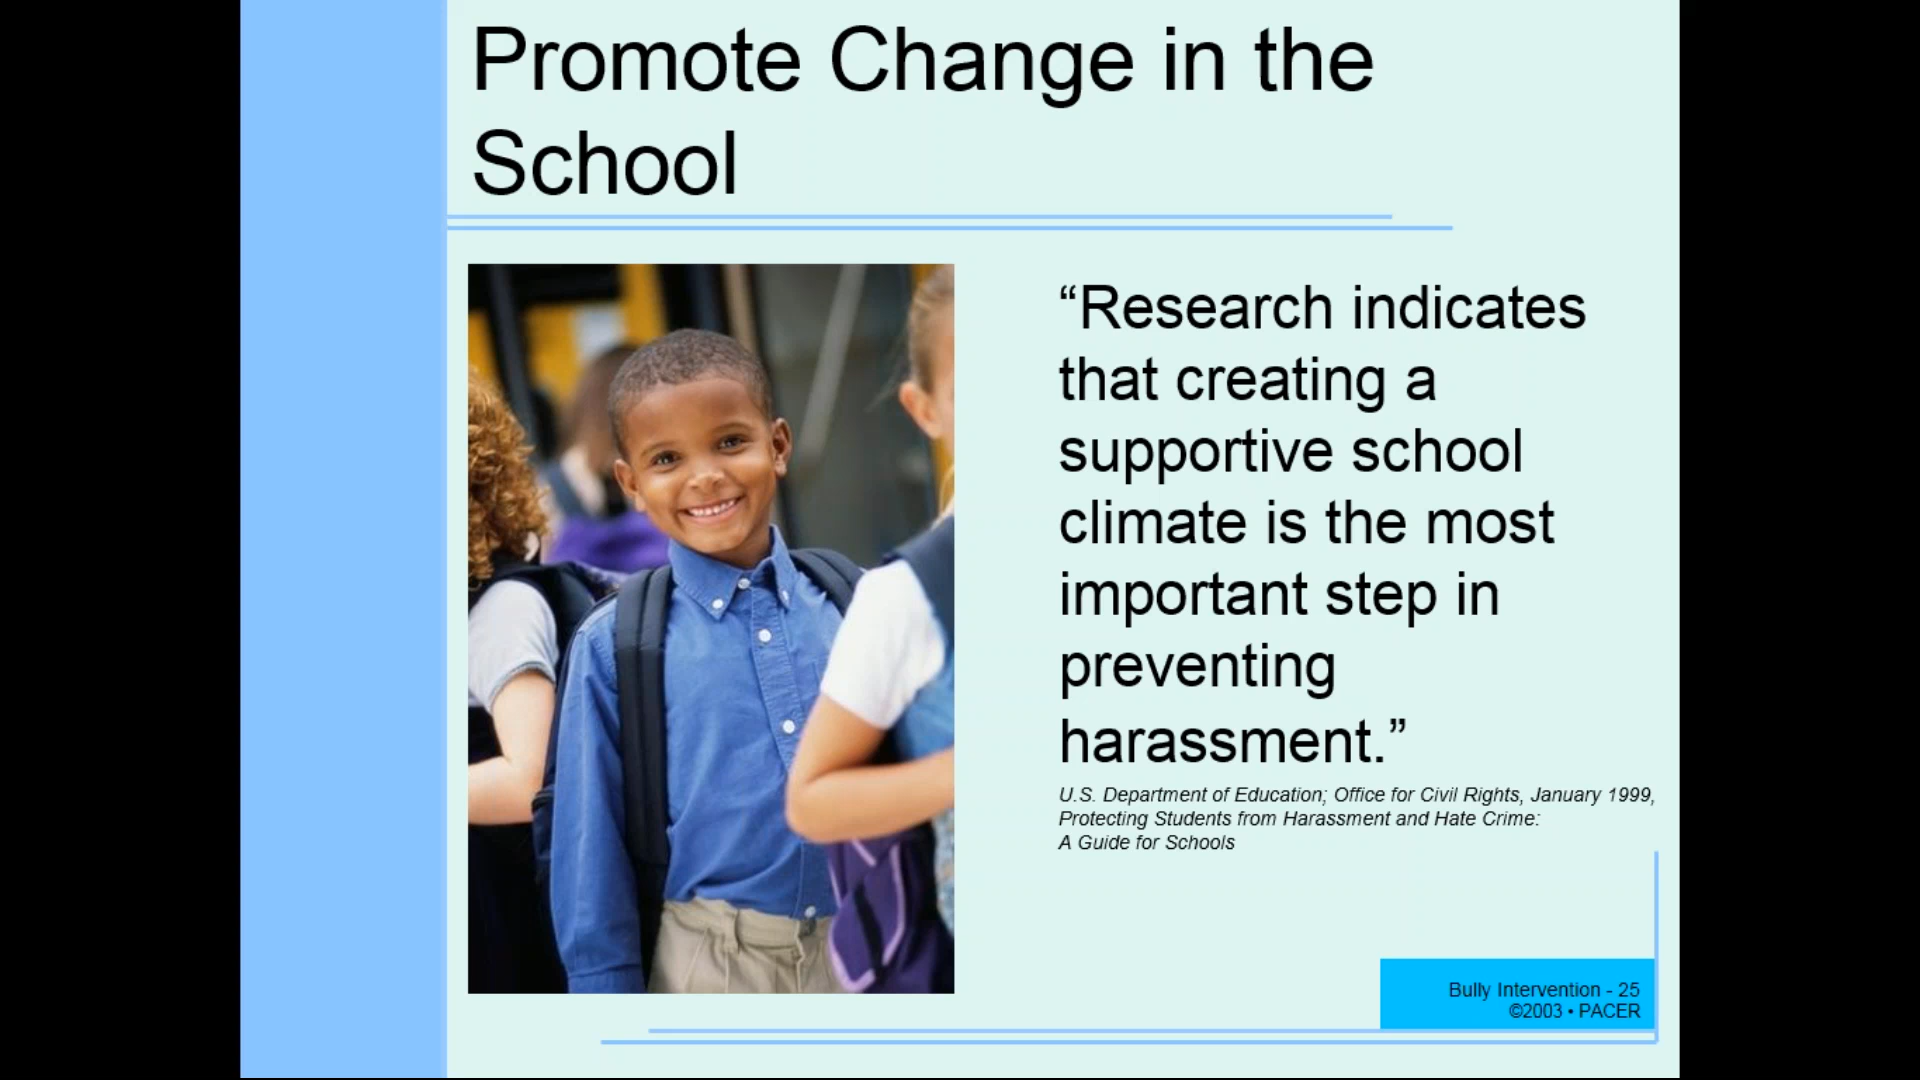 Promote Change in the
School
“Research indicates
that creating a
supportive school
climate is the most
important step in
preventing
harassment.”
U.S. Department of Education; Office for Civil Rights, January 1999,
Protecting Students from Harassment and Hate Crime:
A Guide for Schools
Bully Intervention - 25
©2003 • PACER